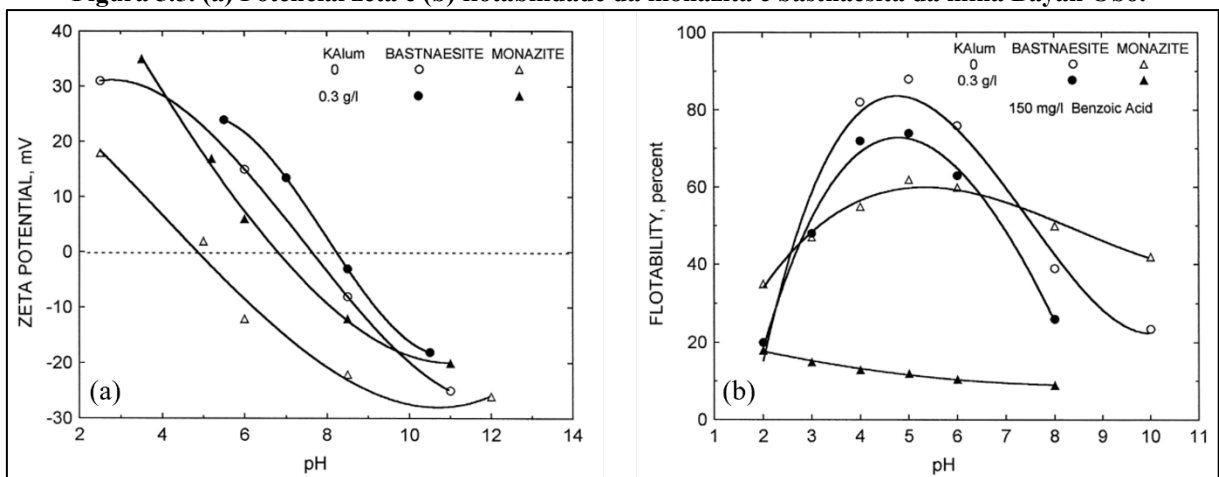 Figura 3.5. (a) Potencial zeta e (b) flotabilidade da monazita e bastnaesita da mina Bayan Obo.
KAlum BASTNAESITE MONAZITE
0
0.3 g/l
ZETA POTENTIAL, mV
40
30
20
10
0
-10
-20
-30
(a)
2 4 6 8 10 12 14
pH
KAlum BASTNAESITE MONAZITE
0
0.3 g/l
150 mg/l Benzoic Acid
FLOTABILITY, percent
100
80
60
40
20
0
(b)
1 2 3 4 5 6 7 8 9 10 11
pH